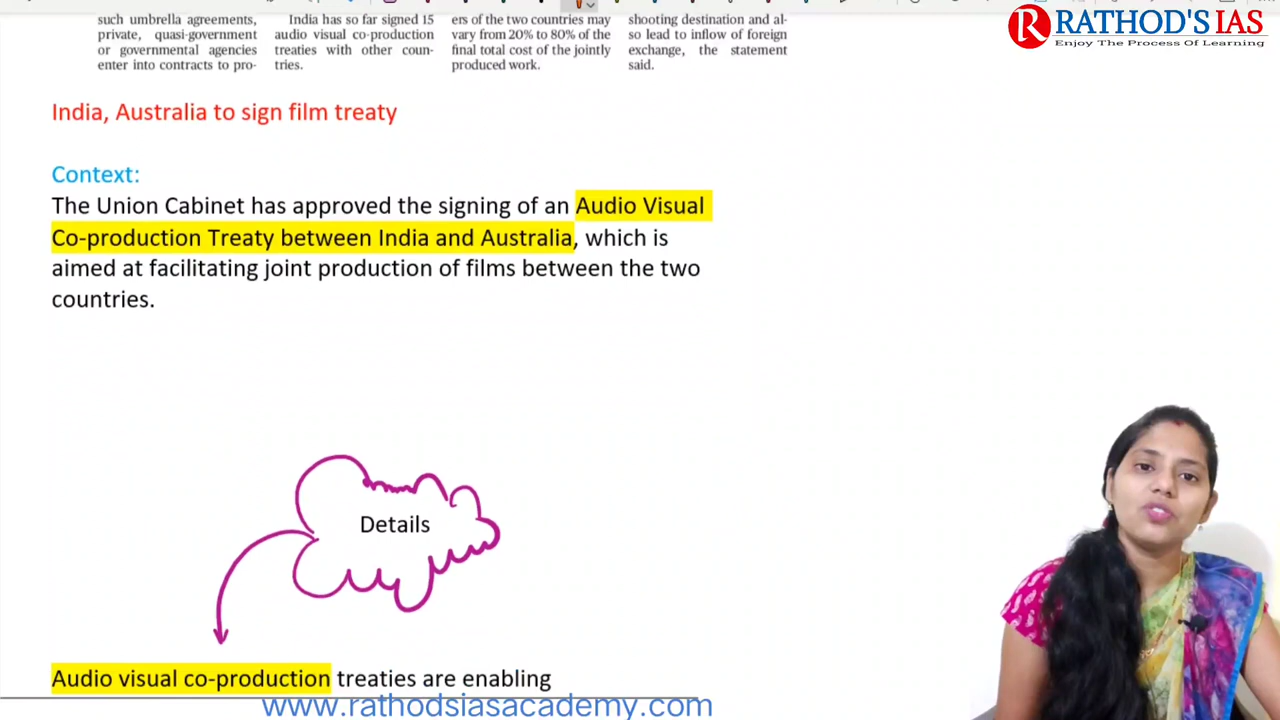 such umbrella agreements,
private, quasi-government
or governmental agencies
enter into contracts to pro-
India has so far signed 15
audio visual co-production
treaties with other coun-
tries.
ers of the two countries may
vary from 20% to 80% of the
final total cost of the jointly
produced work.
shooting destination and al-
so lead to inflow of foreign
exchange, the statement
said.
R RATHOD'S IAS
Enjoy The Process Of Learning
India, Australia to sign film treaty
Context:
The Union Cabinet has approved the signing of an Audio Visual
Co-production Treaty between India and Australia, which is
aimed at facilitating joint production of films between the two
countries.
Details
Audio visual co-production treaties are enabling
www.rathodsiasacademy.com